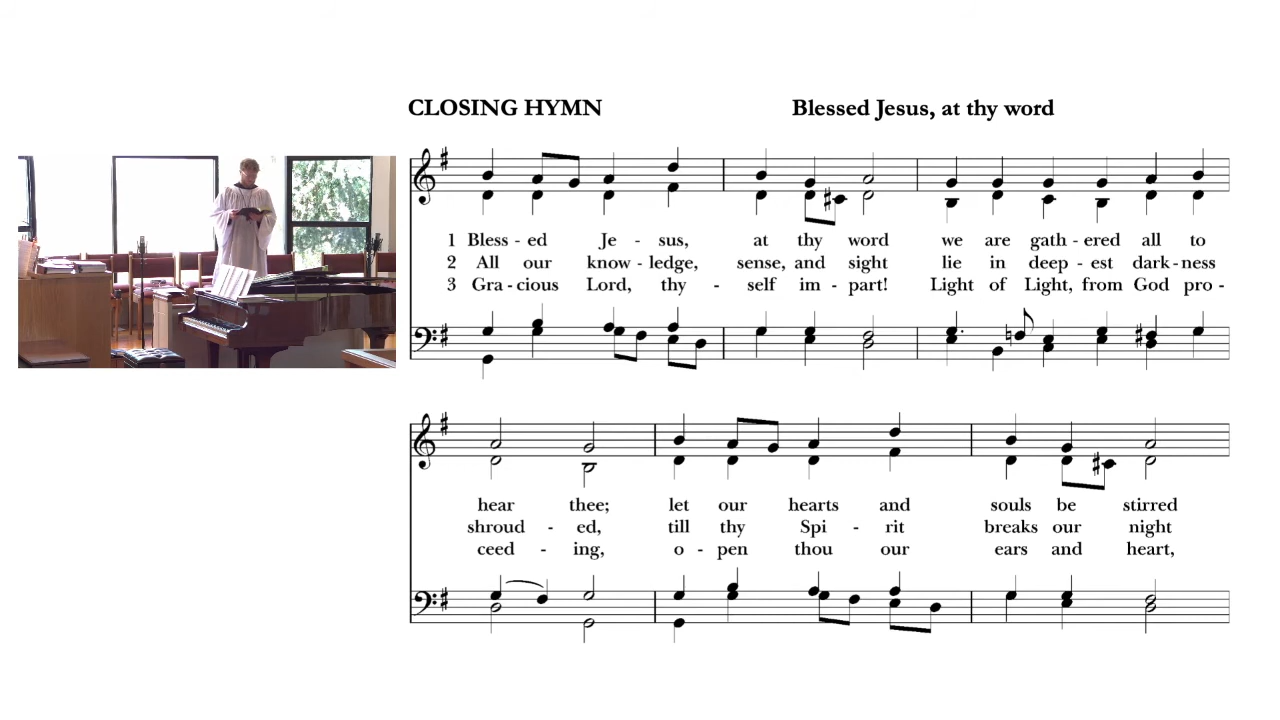 CLOSING HYMN Blessed Jesus, at thy word
1 Bless - ed Je - sus, at thy word we are gath - ered all to
2 All our know - ledge, sense, and sight lie in deep - est dark - ness
3 Gra - cious Lord, thy - self im - part! Light of Light, from God pro -
hear thee; let our hearts and souls be stirred
shroud - ed, till thy Spi - rit breaks our night
ceed - ing, o - pen thou our ears and heart,